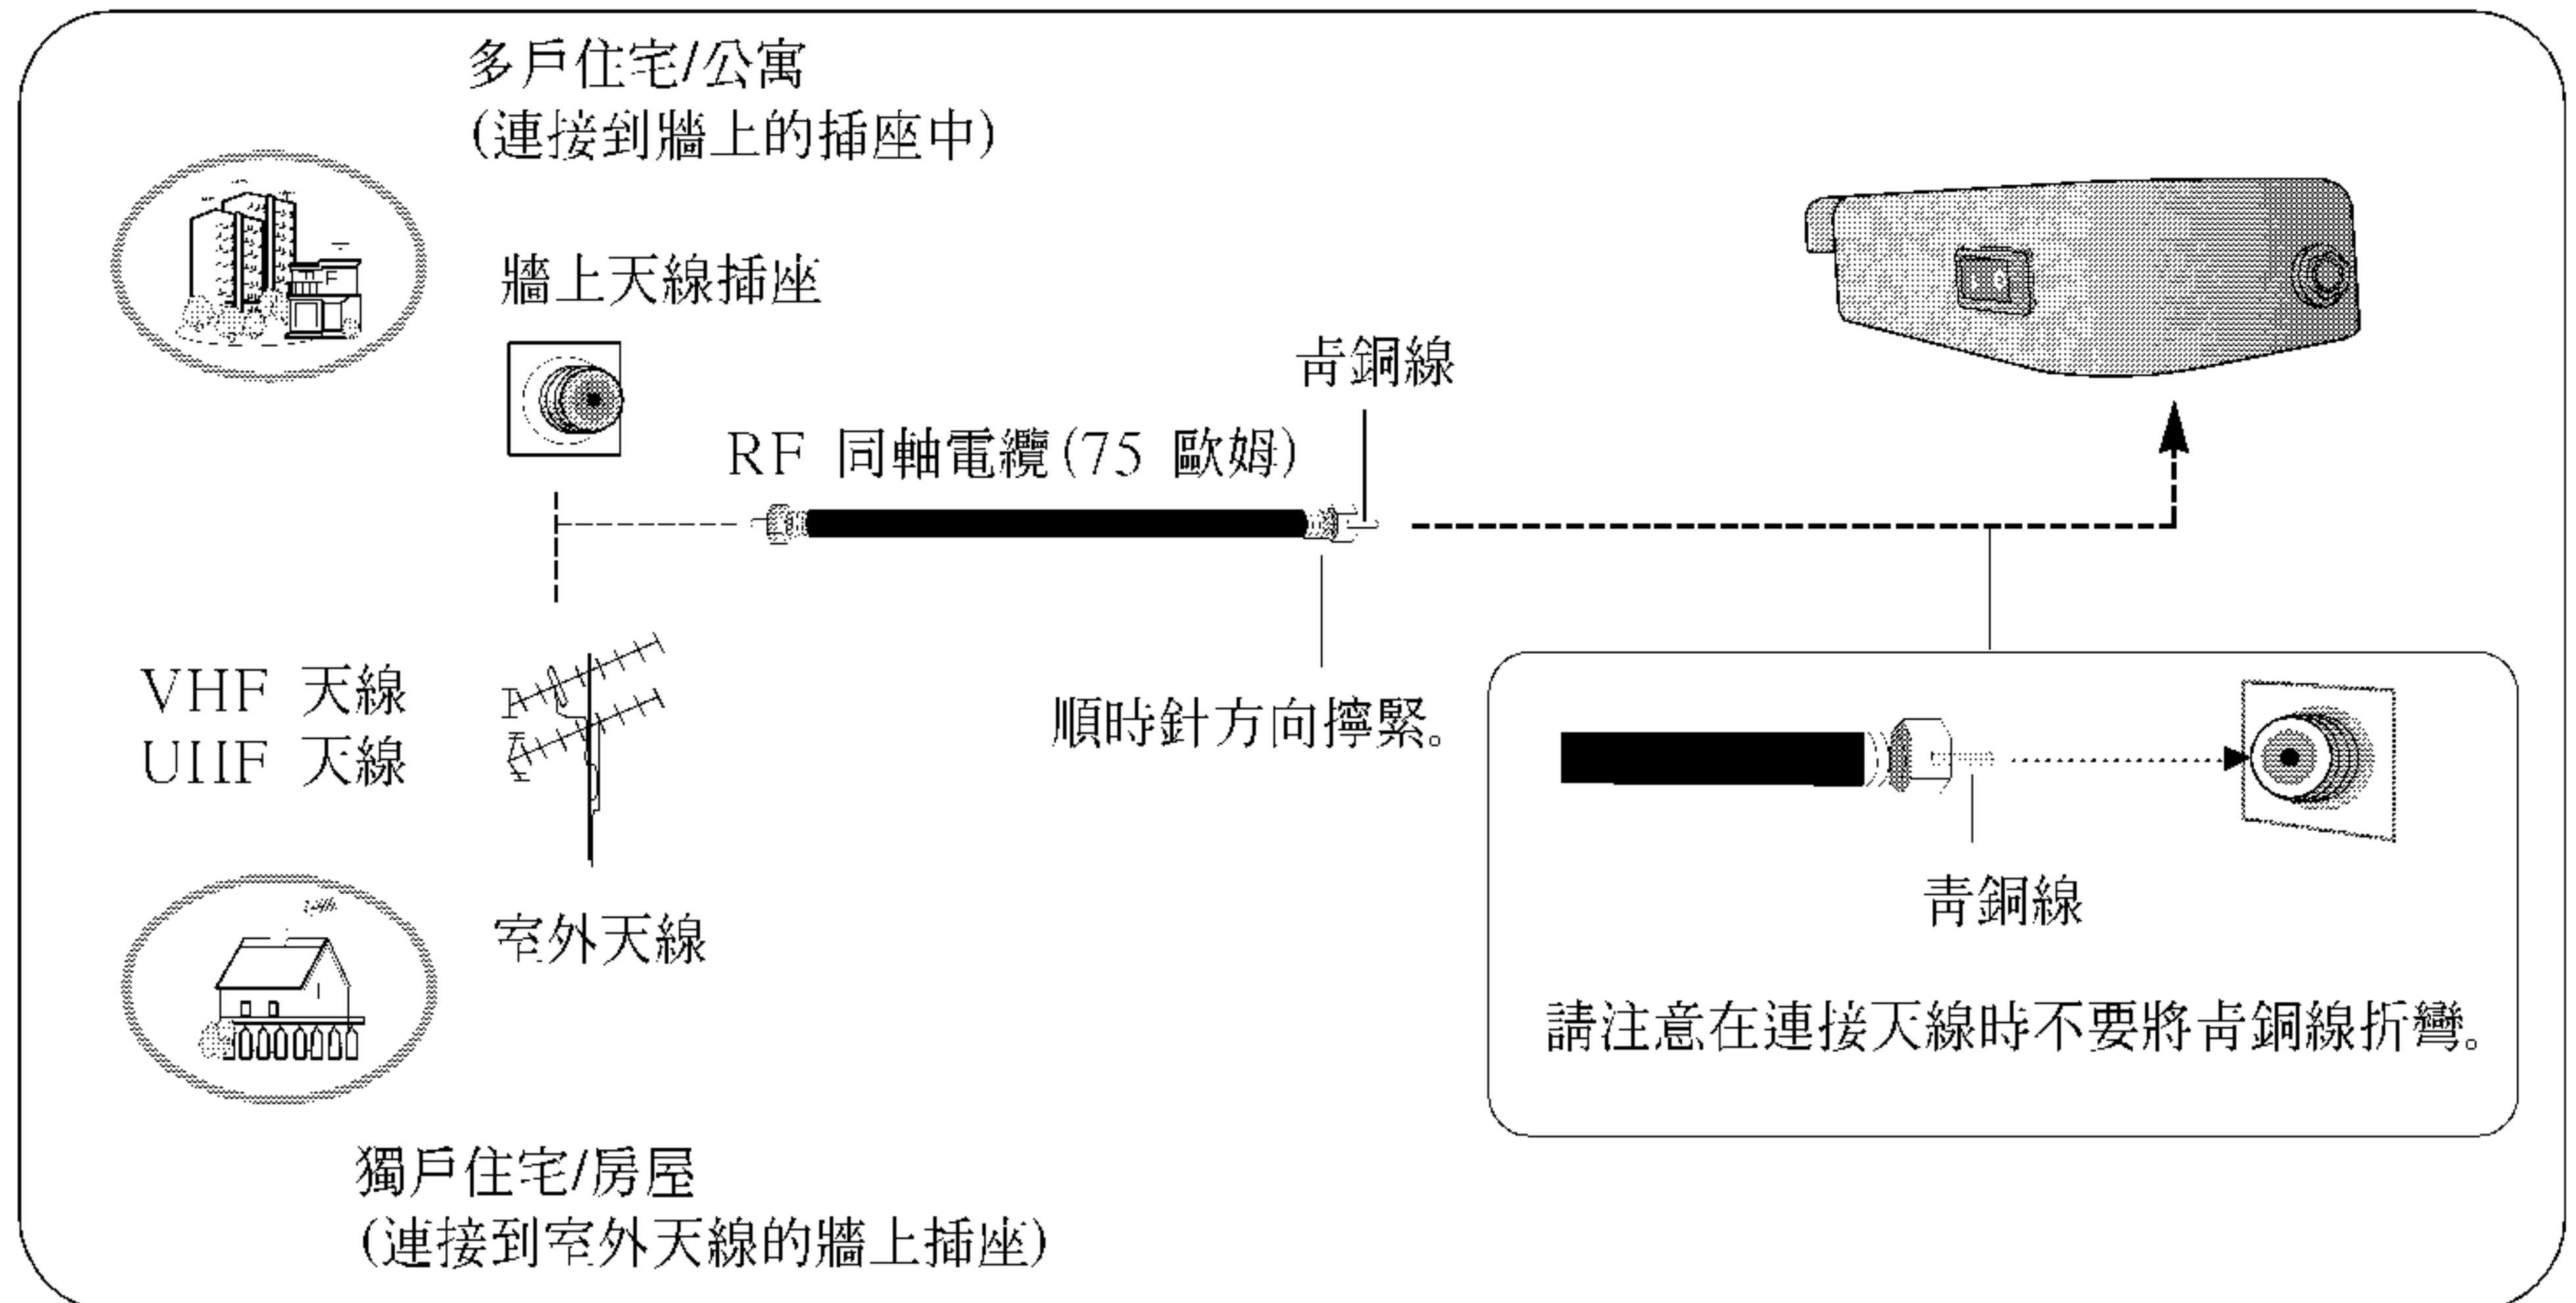 多戶住宅/公寓
(連接到牆上的插座中)
牆上天線插座
青銅線
RF 同軸電纜(75 歐姆)
VHF 天線
UHF 天線
順時針方向擰緊。
室外天線
青銅線
請注意在連接天線時不要將青銅線折彎。
獨戶住宅/房屋
(連接到室外天線的牆上插座)